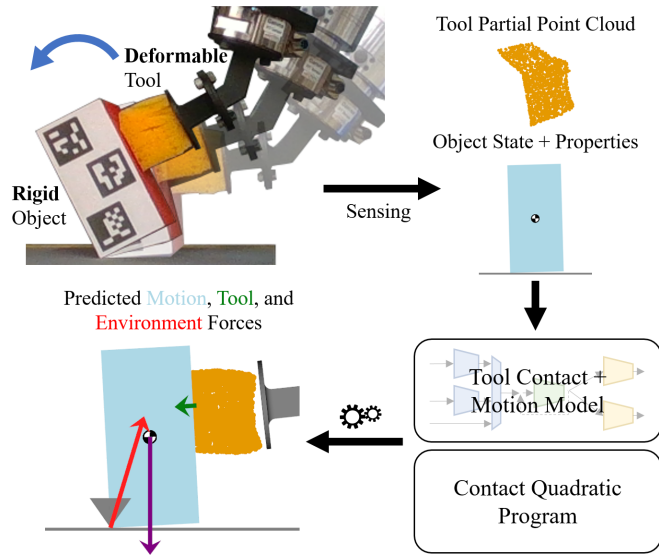 Deformable
Tool
Rigid
Object
Sensing
Tool Partial Point Cloud
Object State + Properties
Tool Contact +
Motion Model
Contact Quadratic
Program
Predicted Motion, Tool, and
Environment Forces